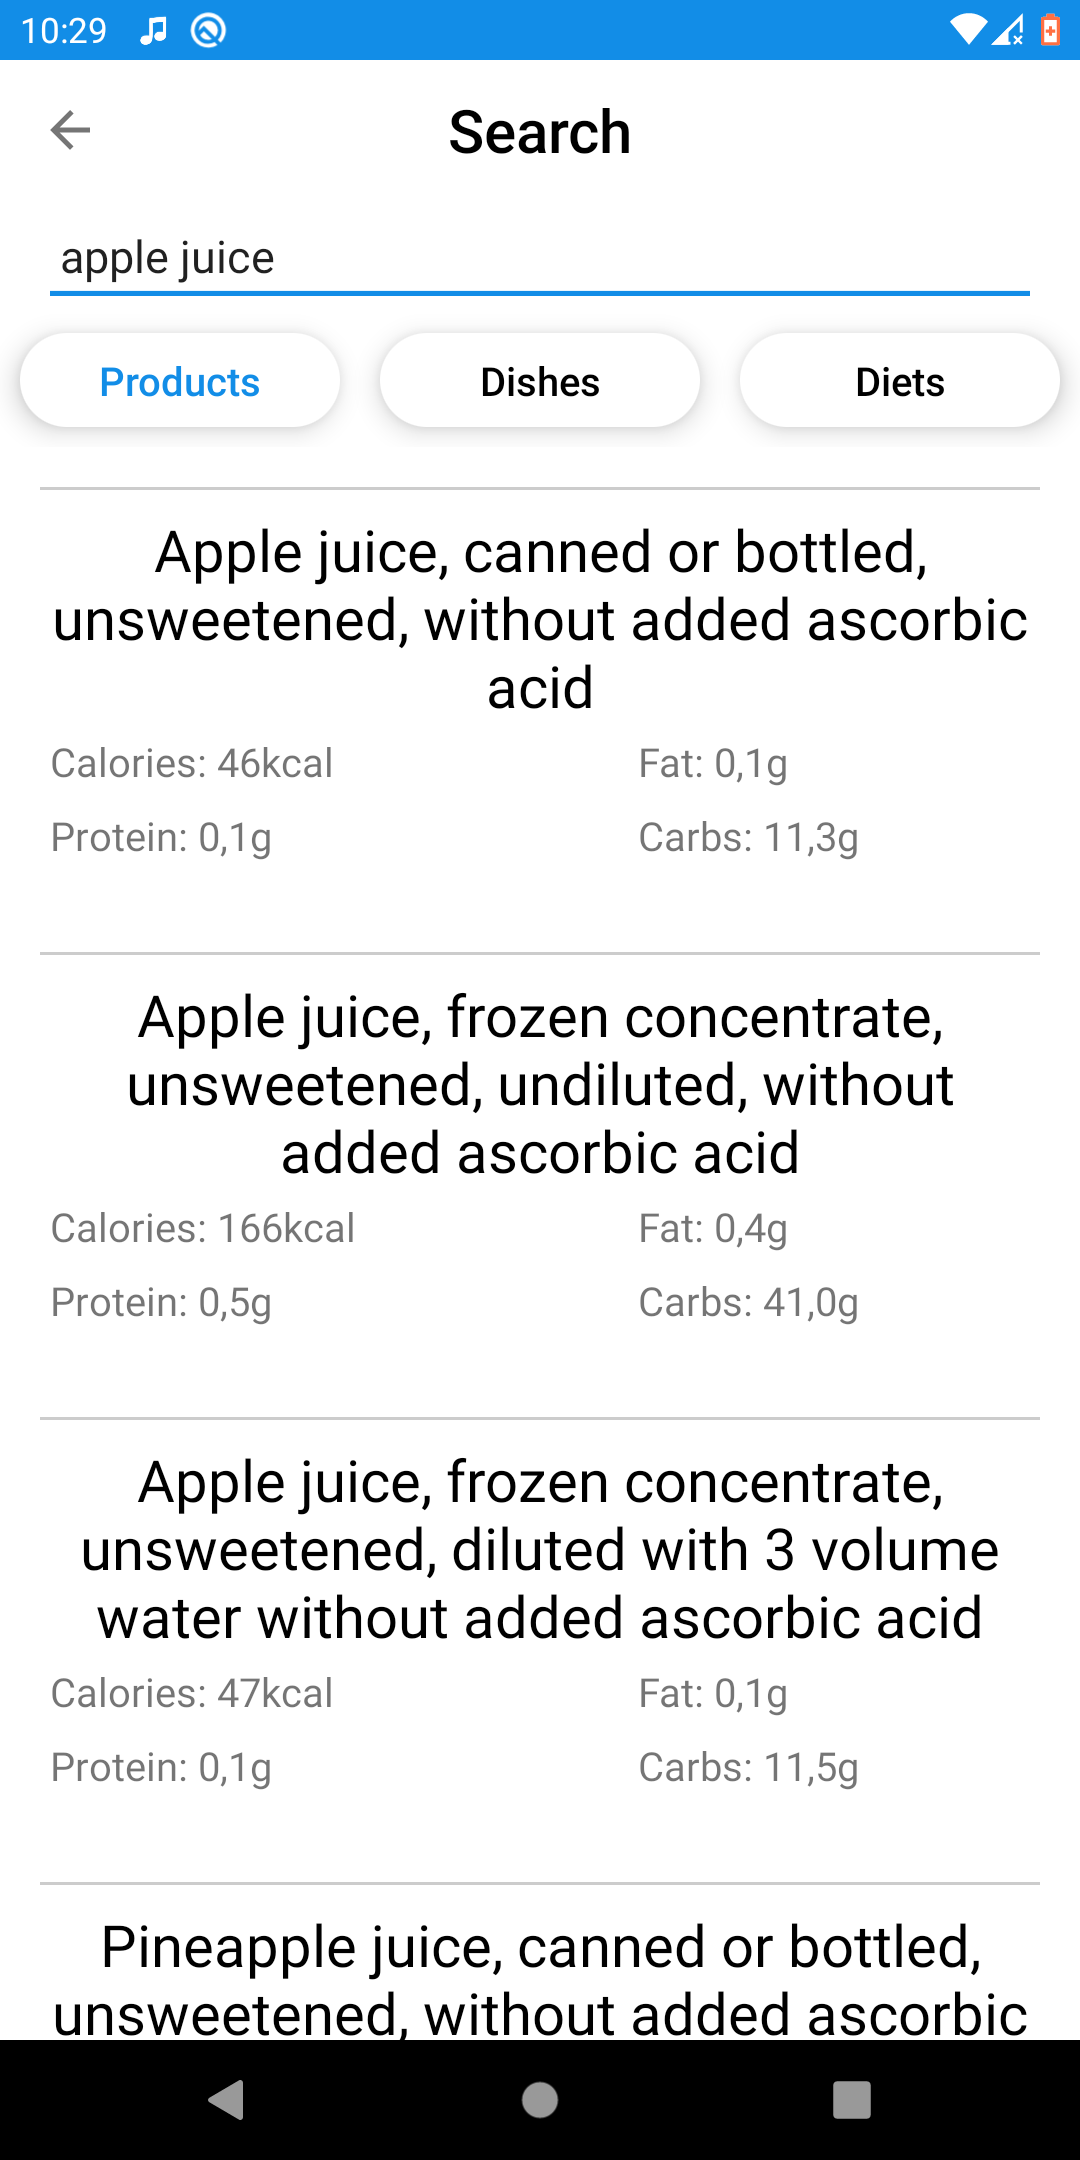 10:29
Search
apple juice
Products
Dishes
Diets
Apple juice, canned or bottled,
unsweetened, without added ascorbic
acid
Calories: 46kcal
Fat: 0,1g
Protein: 0,1g
Carbs: 11,3g
Apple juice, frozen concentrate,
unsweetened, undiluted, without
added ascorbic acid
Calories: 166kcal
Fat: 0,4g
Protein: 0,5g
Carbs: 41,0g
Apple juice, frozen concentrate,
unsweetened, diluted with 3 volume
water without added ascorbic acid
Calories: 47kcal
Fat: 0,1g
Protein: 0,1g
Carbs: 11,5g
Pineapple juice, canned or bottled,
unsweetened, without added ascorbic